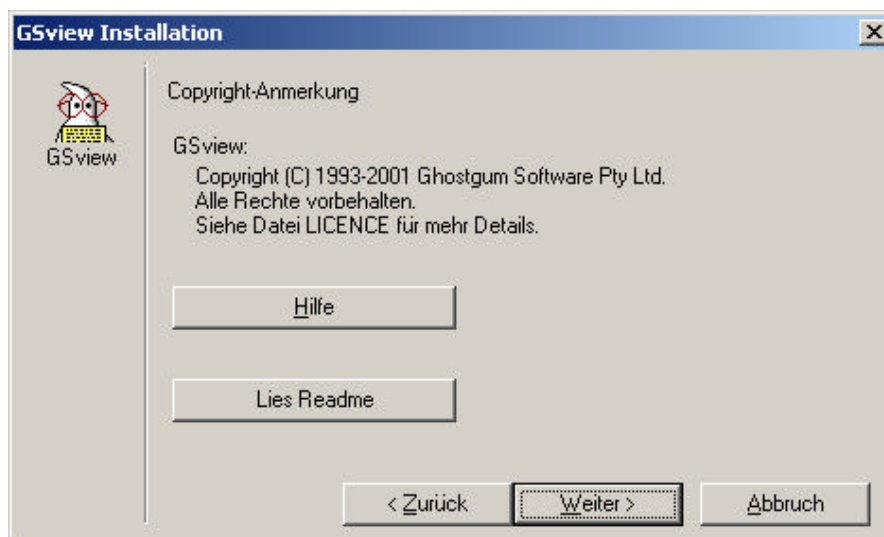 GSview Installation
GSview
Copyright-Anmerkung
GSview:
Copyright (C) 1993-2001 Ghostgum Software Pty Ltd.
Alle Rechte vorbehalten.
Siehe Datei LICENCE für mehr Details.
Hilfe
Lies Readme
< Zurück
Weiter >
Abbruch